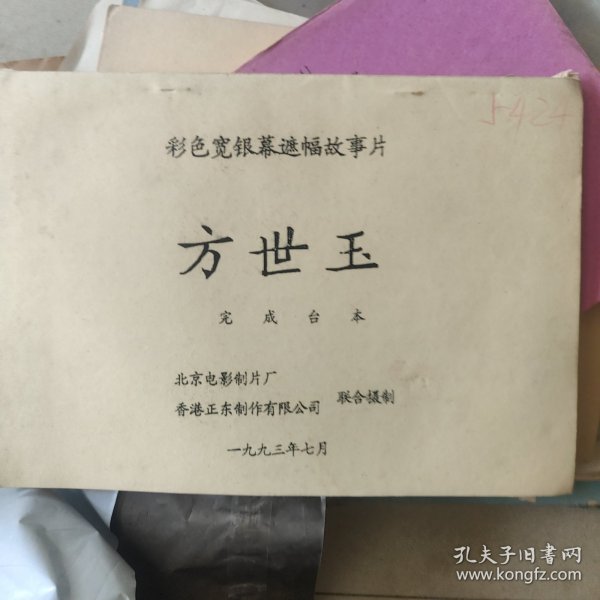 5424
彩色宽银幕遮幅故事片
方世玉
完成台本
北京电影制片厂
香港正东制作有限公司
联合摄制
一九九三年七月
孔夫子旧书网
www.kongfz.com